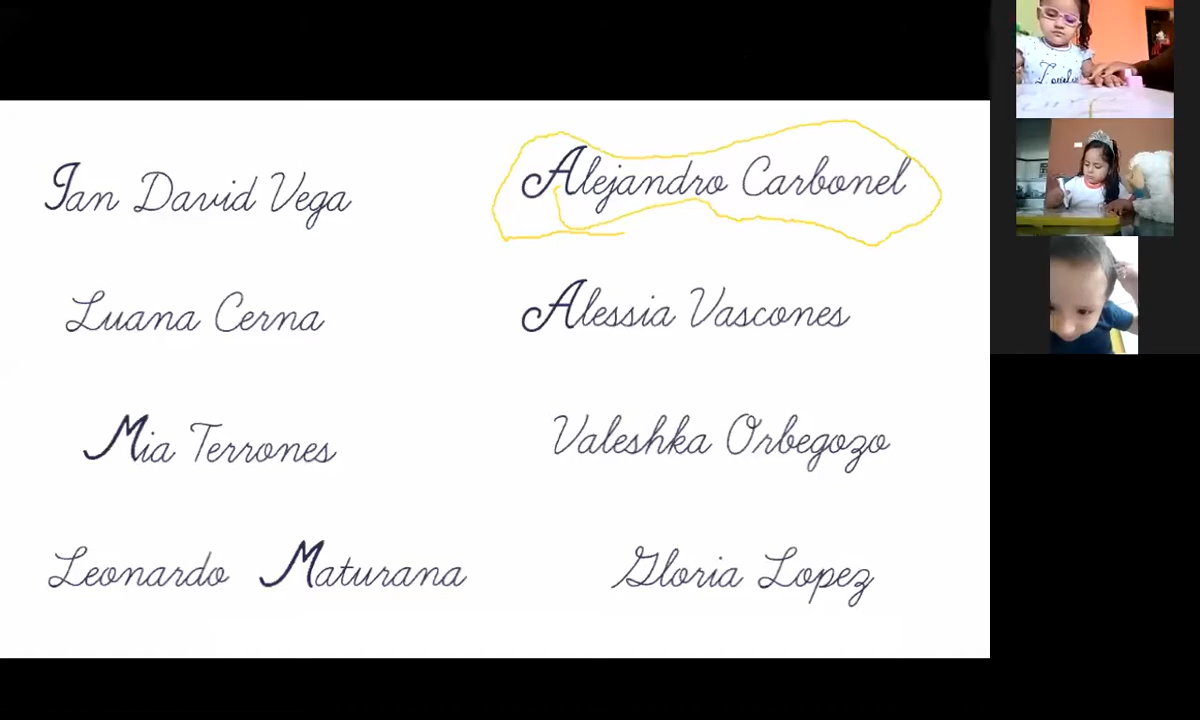 Ian David Vega
Alejandro Carbonel
Luana Cerna
Alessia Vascones
Mia Terrones
Valeshka Orbegozo
Leonardo Maturana
Gloria Lopez